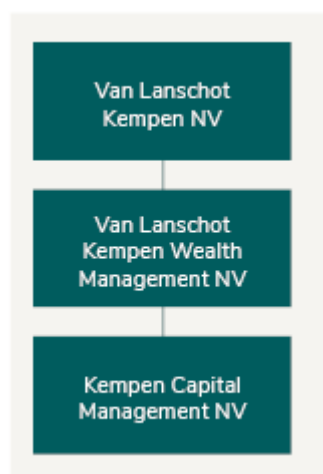 Van Lanschot
Kempen NV
Van Lanschot
Kempen Wealth
Management NV
Kempen Capital
Management NV